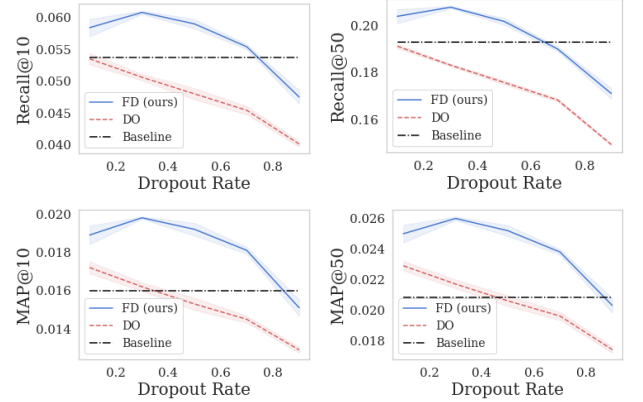 Recall@10
0.060
0.055
0.050
0.045
0.040
FD (ours)
DO
Baseline
0.2 0.4 0.6 0.8
Dropout Rate
Recall@50
0.20
0.18
0.16
FD (ours)
DO
Baseline
0.2 0.4 0.6 0.8
Dropout Rate
MAP@10
0.020
0.018
0.016
0.014
FD (ours)
DO
Baseline
0.2 0.4 0.6 0.8
Dropout Rate
MAP@50
0.026
0.024
0.022
0.020
0.018
FD (ours)
DO
Baseline
0.2 0.4 0.6 0.8
Dropout Rate